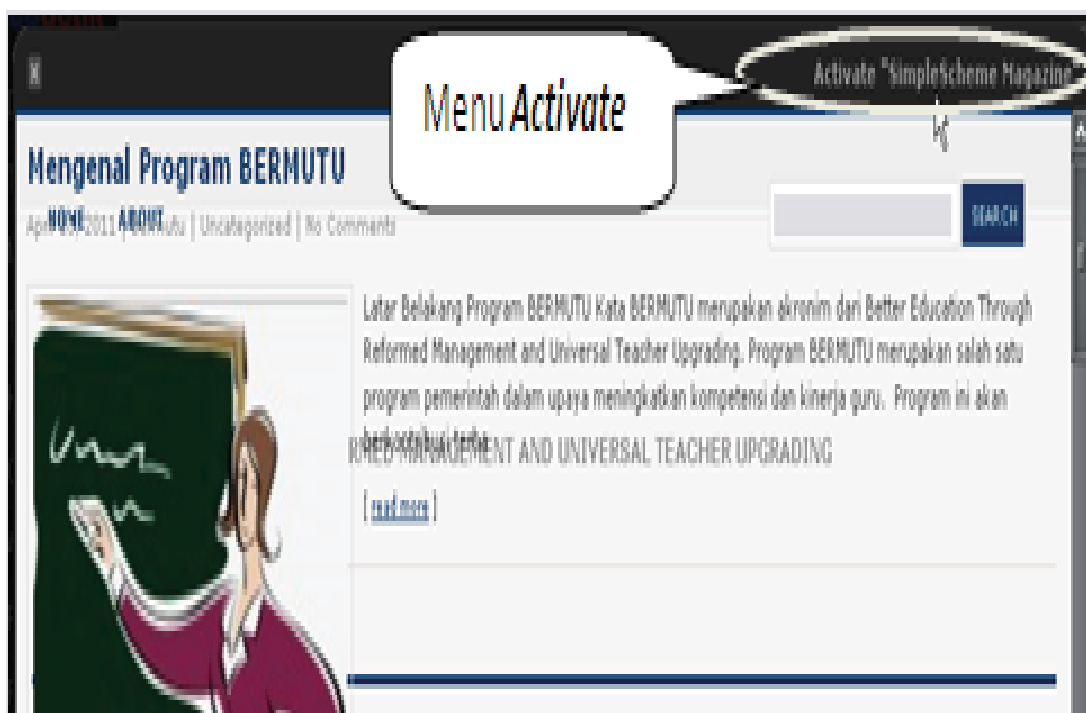 X
Activate "SimpleScheme Magazine
Menu Activate
Mengenal Program BERMUTU
HOME ABOUT
2011 | | Uncategorized | No Comments
SEARCH
Latar Belakang Program BERMUTU Kata BERMUTU merupakan akronim dari Better Education Through
Reformed Management and Universal Teacher Upgrading. Program BERMUTU merupakan salah satu
program pemerintah dalam upaya meningkatkan kompetensi dan kinerja guru. Program ini akan
MANAGEMENT AND UNIVERSAL TEACHER UPGRADING
[ read more ]